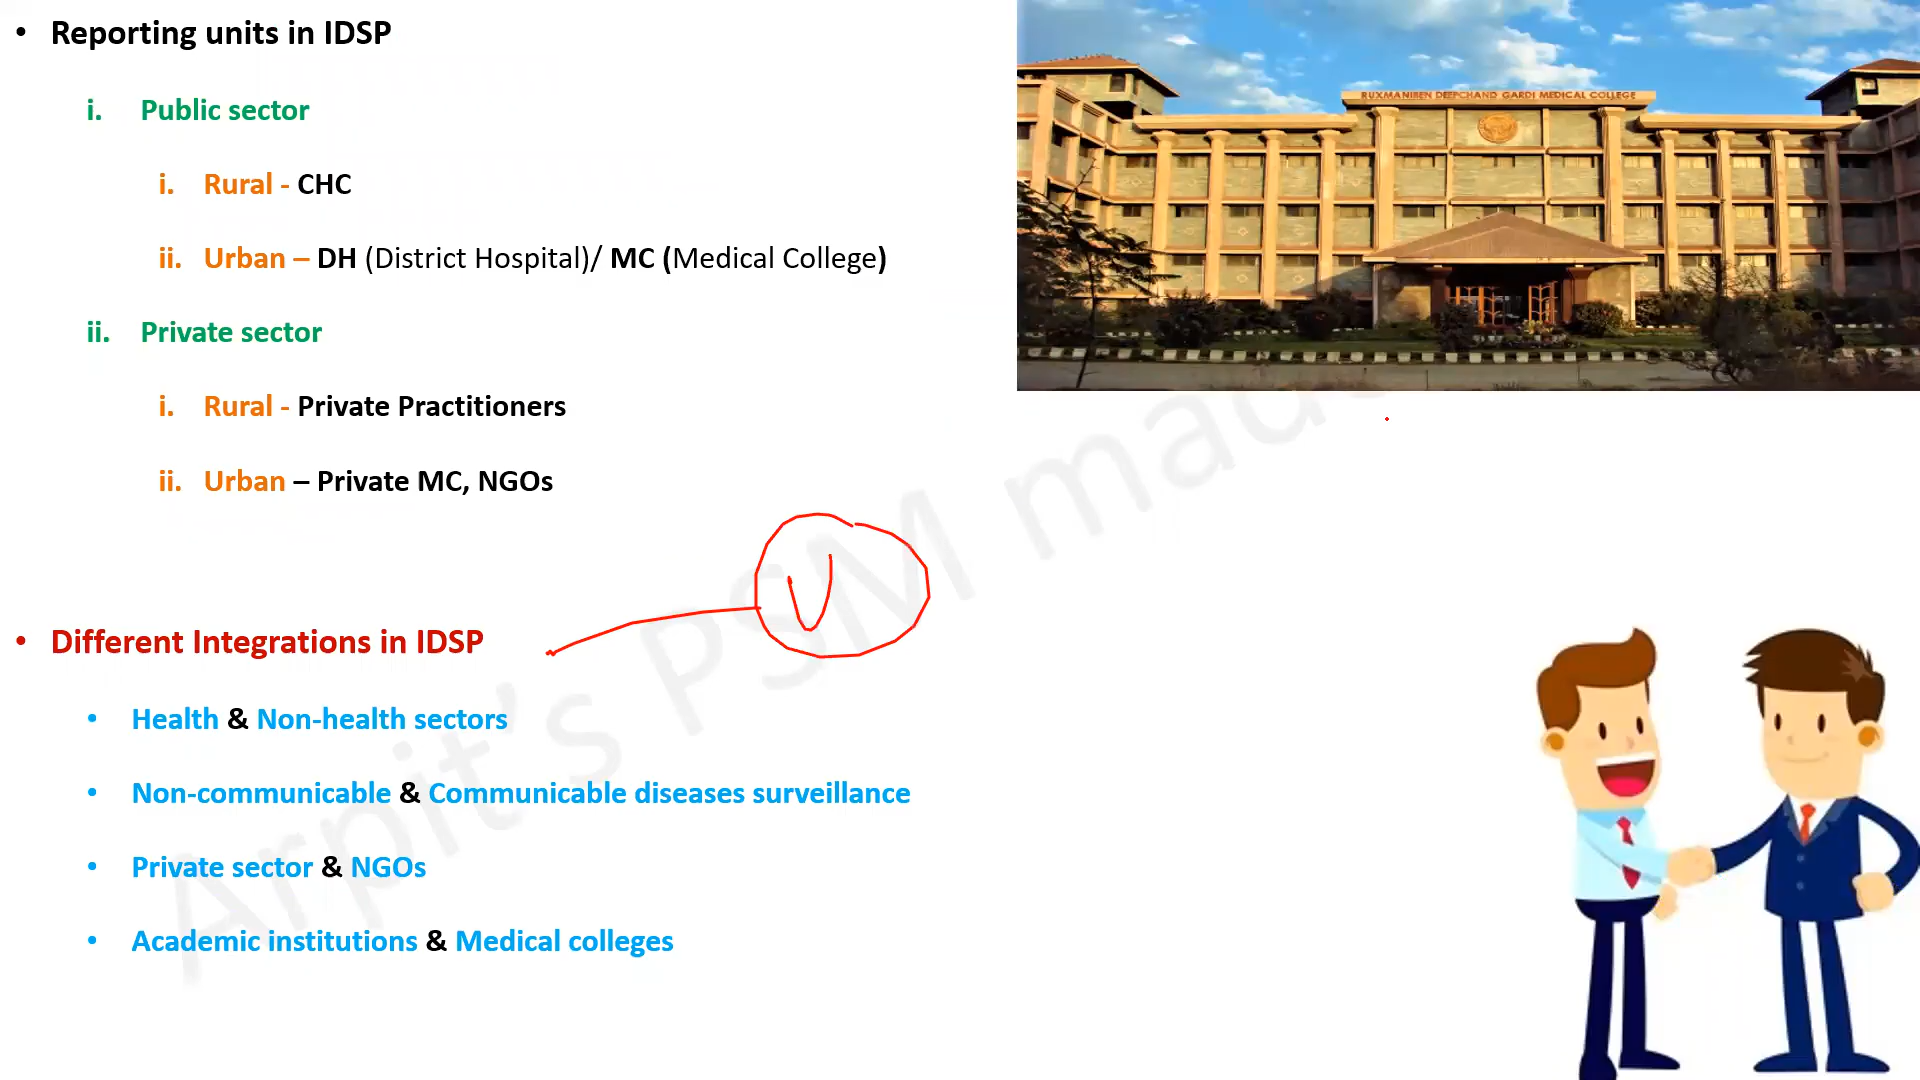 • Reporting units in IDSP
i. Public sector
i. Rural - CHC
ii. Urban – DH (District Hospital)/ MC (Medical College)
ii. Private sector
i. Rural - Private Practitioners
ii. Urban – Private MC, NGOs
• Different Integrations in IDSP
• Health & Non-health sectors
• Non-communicable & Communicable diseases surveillance
• Private sector & NGOs
• Academic institutions & Medical colleges
RUXMANIBEN DEEPCHAND GARDI MEDICAL COLLEGE
Arpit's PSM mad